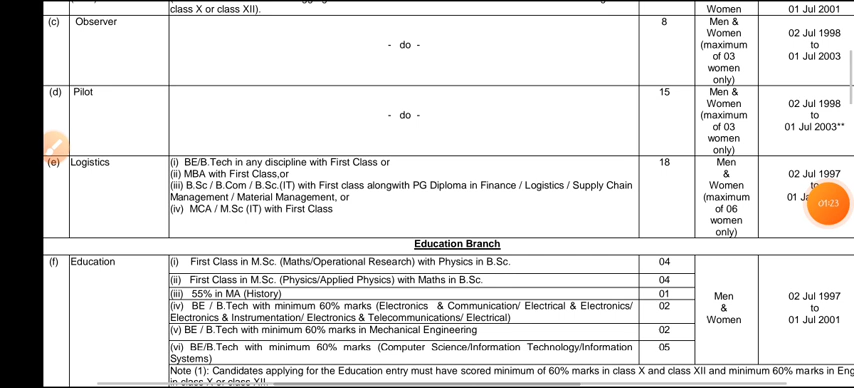 class X or class XII).
Women
01 Jul 2001
(c) Observer
- do -
8
Men &
Women
(maximum
of 03
women
only)
02 Jul 1998
to
01 Jul 2003
(d) Pilot
- do -
15
Men &
Women
(maximum
of 03
women
only)
02 Jul 1998
to
01 Jul 2003**
(e) Logistics
(i) BE/B.Tech in any discipline with First Class or
(ii) MBA with First Class,or
(iii) B.Sc / B.Com / B.Sc.(IT) with First class alongwith PG Diploma in Finance / Logistics / Supply Chain
Management / Material Management, or
(iv) MCA / M.Sc (IT) with First Class
18
Men
&
Women
(maximum
of 06
women
only)
02 Jul 1997
to
01
01:23
Education Branch
(f) Education
(i) First Class in M.Sc. (Maths/Operational Research) with Physics in B.Sc.
04
(ii) First Class in M.Sc. (Physics/Applied Physics) with Maths in B.Sc.
04
(iii) 55% in MA (History)
01
(iv) BE / B.Tech with minimum 60% marks (Electronics & Communication/ Electrical & Electronics/
Electronics & Instrumentation/ Electronics & Telecommunications/ Electrical)
02
(v) BE / B.Tech with minimum 60% marks in Mechanical Engineering
02
(vi) BE/B.Tech with minimum 60% marks (Computer Science/Information Technology/Information
Systems)
05
Men
&
Women
02 Jul 1997
to
01 Jul 2001
Note (1): Candidates applying for the Education entry must have scored minimum of 60% marks in class X and class XII and minimum 60% marks in Eng
in class X or class XII